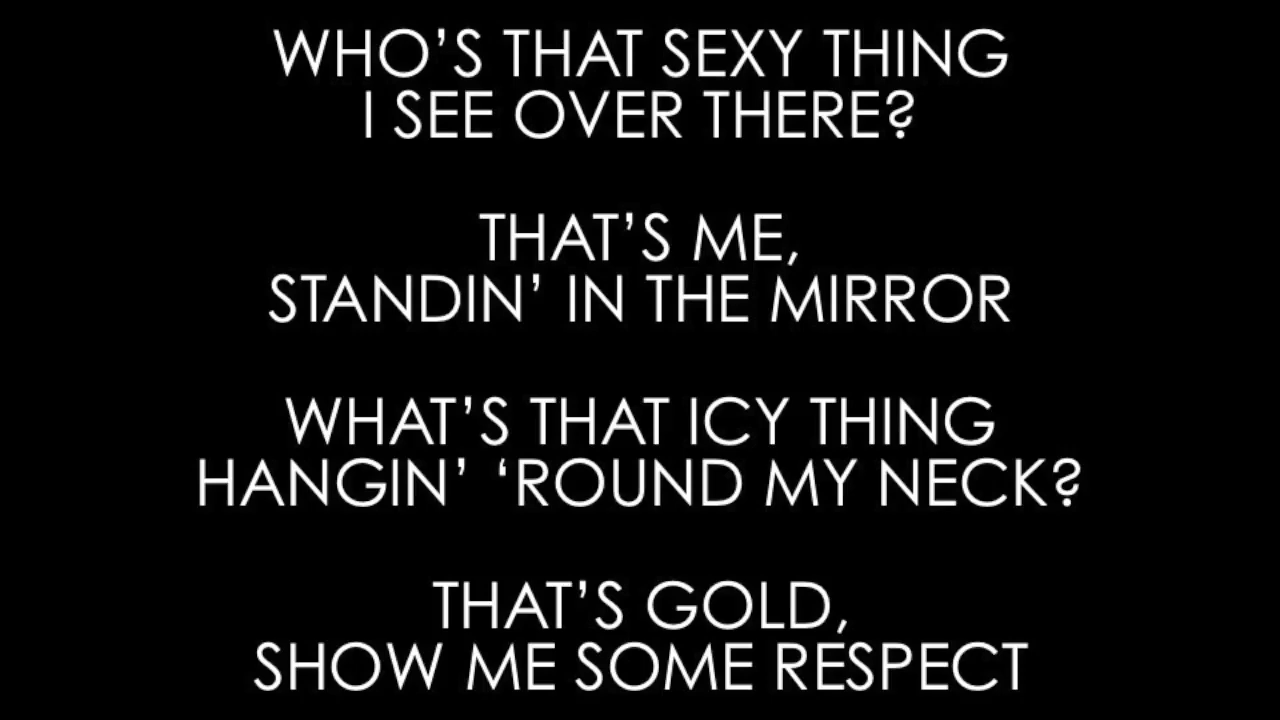 WHO’S THAT SEXY THING
I SEE OVER THERE?
THAT’S ME,
STANDIN’ IN THE MIRROR
WHAT’S THAT ICY THING
HANGIN’ ‘ROUND MY NECK?
THAT’S GOLD,
SHOW ME SOME RESPECT